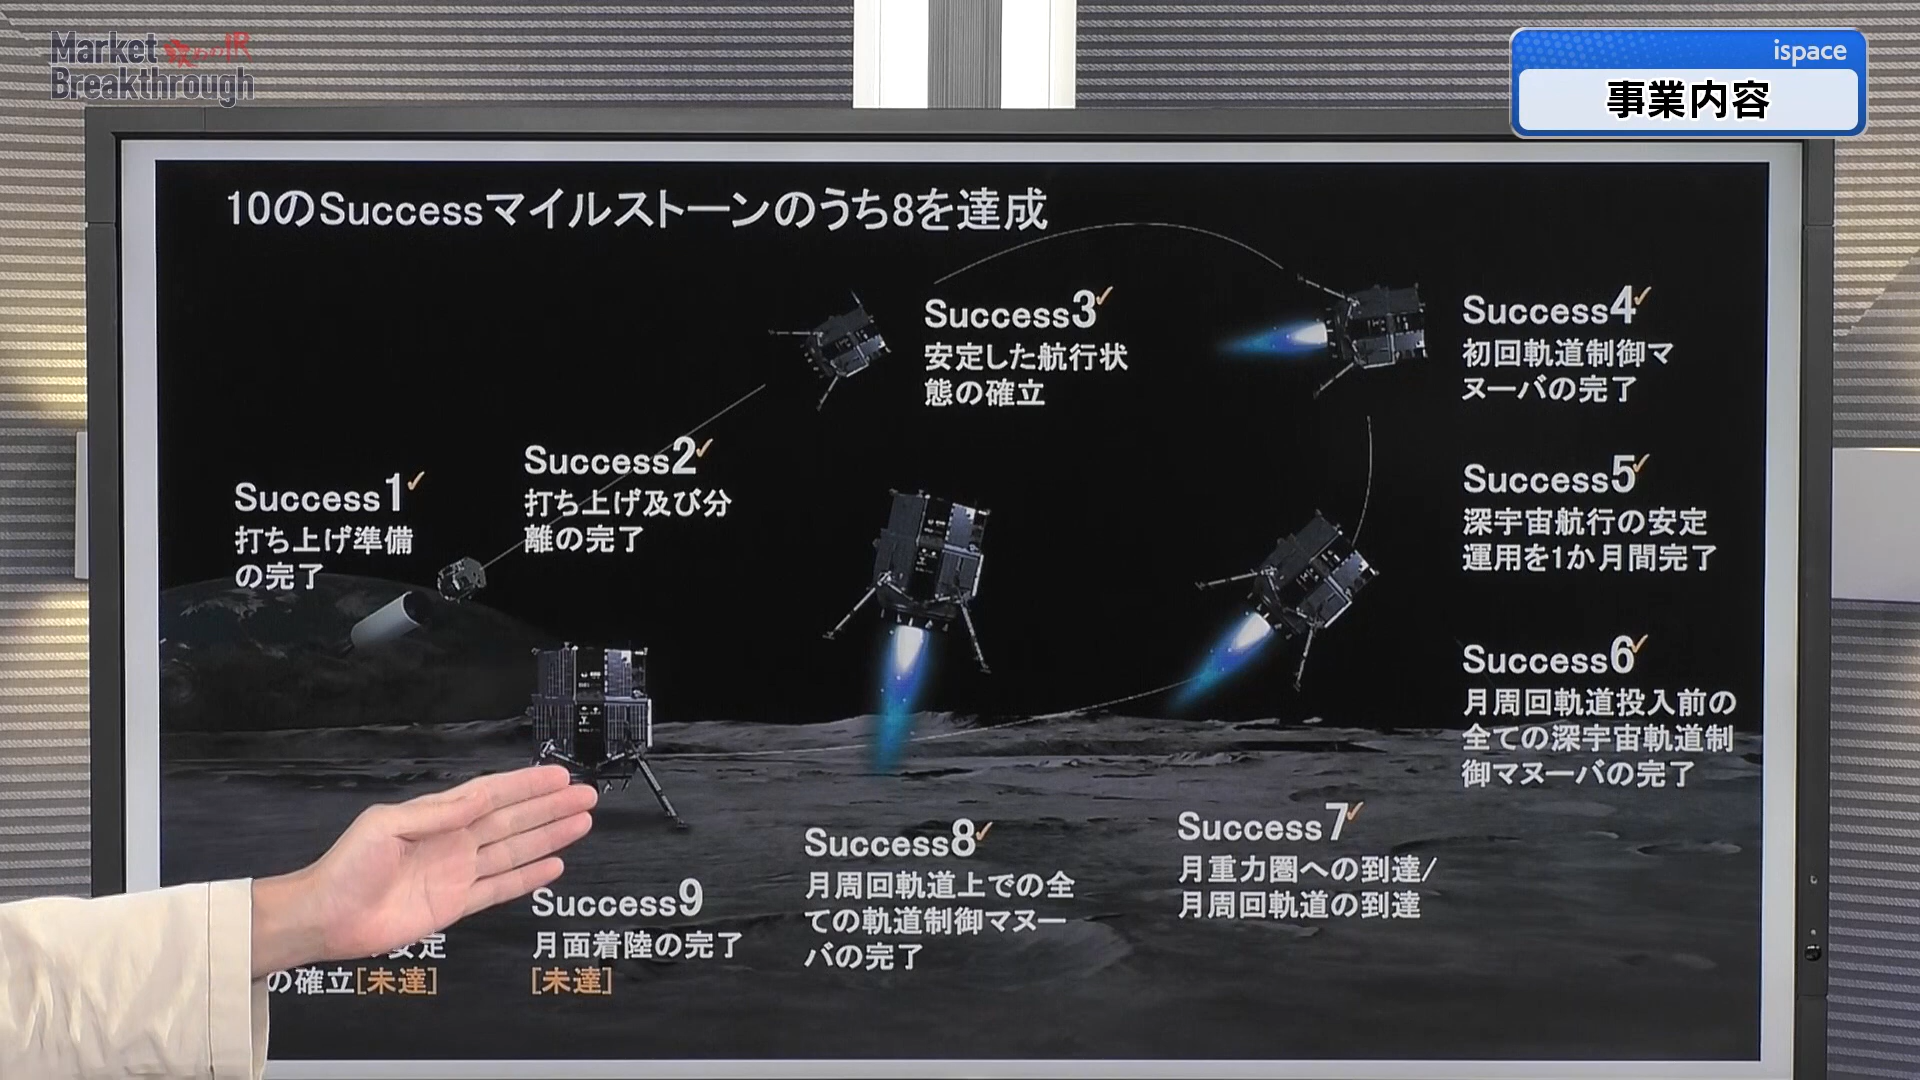 Market
Breakthrough
ispace
事業内容
10のSuccessマイルストーンのうち8を達成
Success1✓
打ち上げ準備
の完了
Success2✓
打ち上げ及び分
離の完了
Success3✓
安定した航行状
態の確立
Success4✓
初回軌道制御マ
ヌーバの完了
Success5✓
深宇宙航行の安定
運用を1か月間完了
Success6✓
月周回軌道投入前の
全ての深宇宙軌道制
御マヌーバの完了
Success7✓
月重力圏への到達/
月周回軌道の到達
Success8✓
月周回軌道上での全
ての軌道制御マヌー
バの完了
Success9
月面着陸の完了
[未達]
安定
の確立[未達]